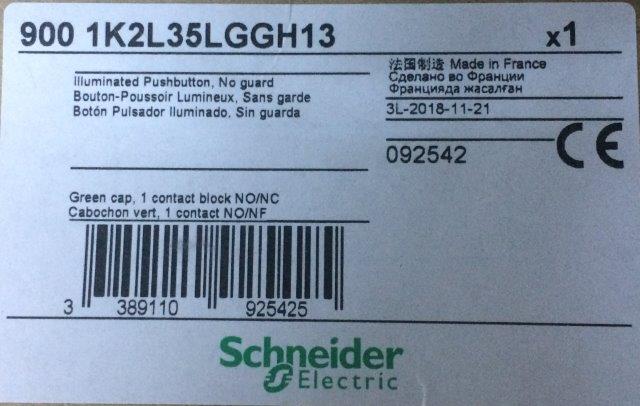 900 1K2L35LGGH13
x1
Illuminated Pushbutton, No guard
Bouton-Poussoir Lumineux, Sans garde
Botón Pulsador Iluminado, Sin guarda
法国制造 Made in France
Сделано во Франции
Францияда жасалған
3L-2018-11-21
092542
CE
Green cap, 1 contact block NO/NC
Cabochon vert, 1 contact NO/NF
3 389110 925425
Schneider
Electric